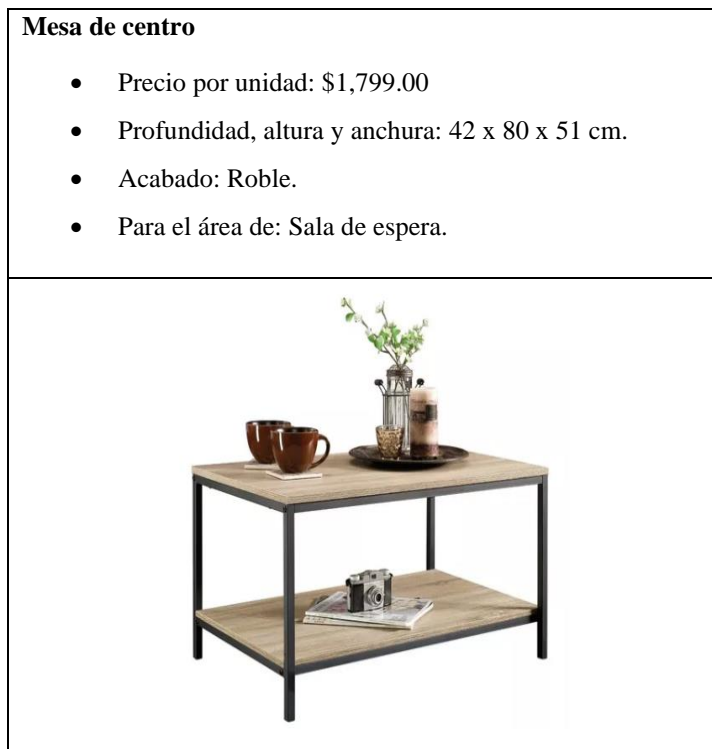 Mesa de centro
• Precio por unidad: $1,799.00
• Profundidad, altura y anchura: 42 x 80 x 51 cm.
• Acabado: Roble.
• Para el área de: Sala de espera.